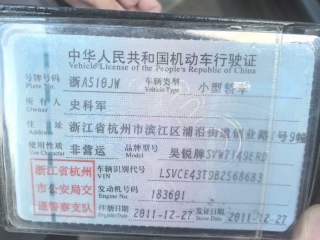 中华人民共和国机动车行驶证
Vehicle License of the People's Republic of China
号牌号码 浙A510JW 车辆类型 小型轿车
Plate No. Vehicle Type
所有人 史科军
Owner
住址 浙江省杭州市滨江区浦沿街道创业路 号9幢
Address
使用性质 非营运 品牌型号 吴锐牌SVW7149ERD
Use Character Model
浙江省杭州
市公安局交
通警察支队
车辆识别代号 LSVCE43T9B2568683
VIN
发动机号码 183601
Engine No.
注册日期 2011-12-27 发证日期 2011-12-27
Register Date Issue Date